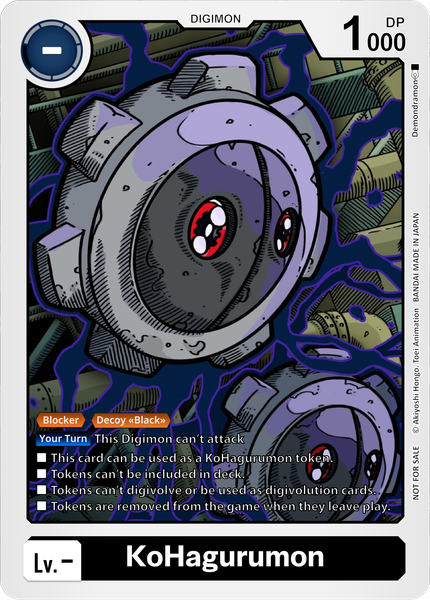 DIGIMON
-
DP
1000
Demondramon©
Blocker Decoy «Black»
Your Turn This Digimon can't attack
■ This card can be used as a KoHagurumon token.
■ Tokens can't be included in deck.
■ Tokens can't digivolve or be used as digivolution cards.
■ Tokens are removed from the game when they leave play.
NOT FOR SALE © Akiyoshi Hongo, Toei Animation BANDAI MADE IN JAPAN
Lv.- KoHagurumon